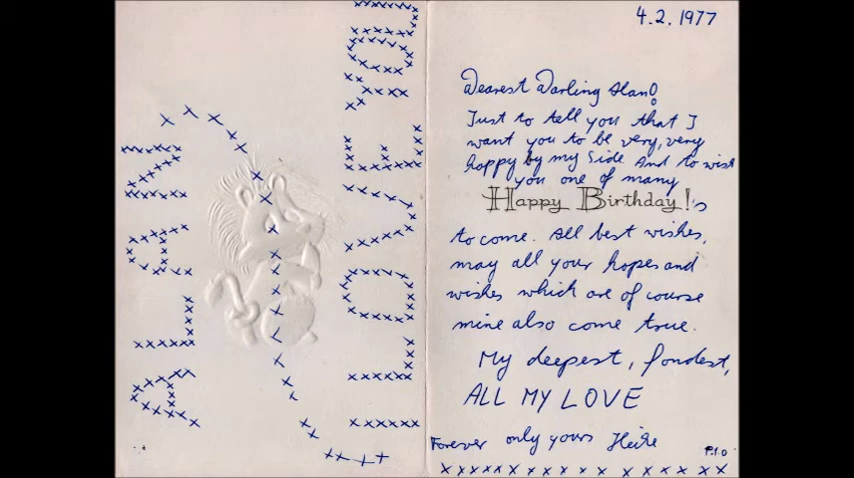 ALAN
I LOVE YOU
4.2.1977
Dearest Darling Alan!
Just to tell you that I
want you to be very, very
happy by my side And to wish
you one of many
Happy Birthday!s
to come. All best wishes,
may all your hopes and
wishes which are of course
mine also come true.
My deepest, fondest,
ALL MY LOVE
Forever only yours Heike
P.T.O
xxxxxxxxxxxxxxxxxx